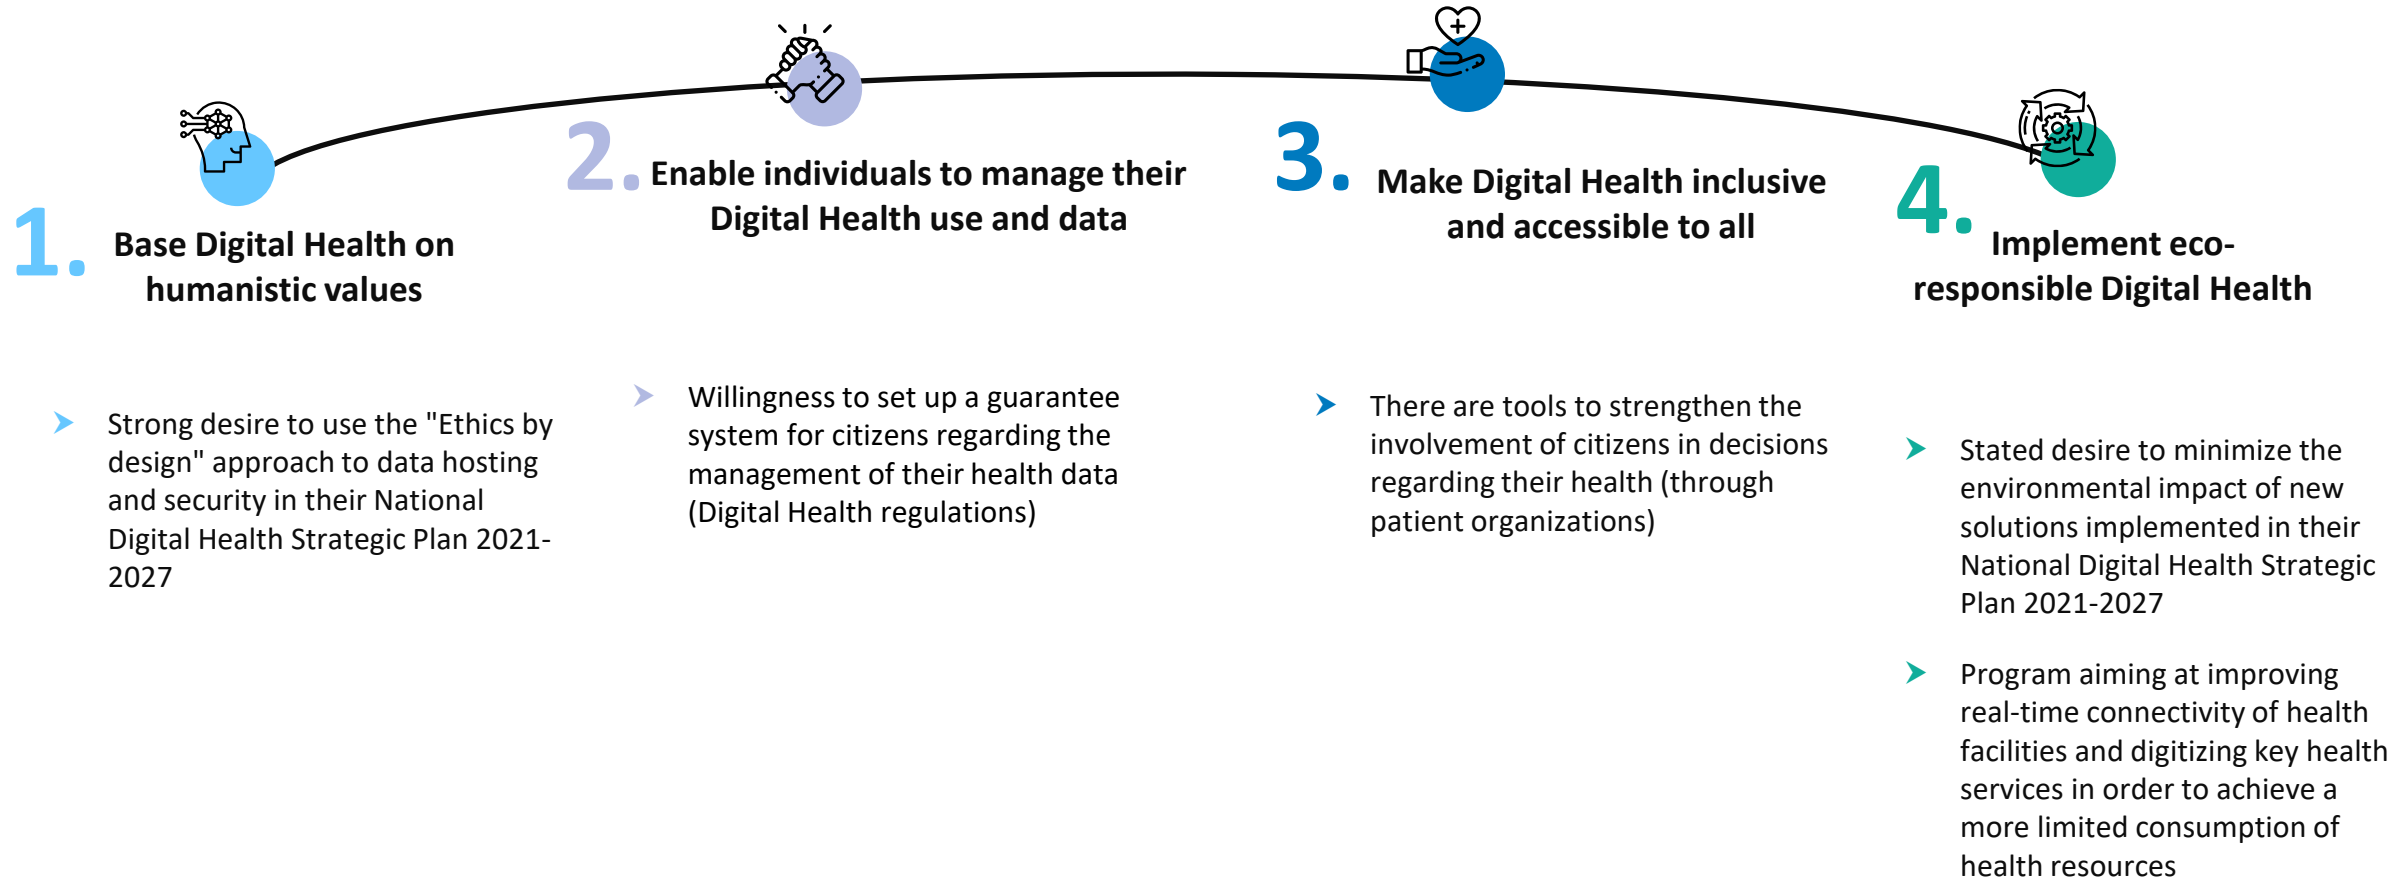 1.
Base Digital Health on
humanistic values
Strong desire to use the "Ethics by
design" approach to data hosting
and security in their National
Digital Health Strategic Plan 2021-
2027
2.
Enable individuals to manage their
Digital Health use and data
Willingness to set up a guarantee
system for citizens regarding the
management of their health data
(Digital Health regulations)
3.
Make Digital Health inclusive
and accessible to all
There are tools to strengthen the
involvement of citizens in decisions
regarding their health (through
patient organizations)
4.
Implement eco-
responsible Digital Health
Stated desire to minimize the
environmental impact of new
solutions implemented in their
National Digital Health Strategic
Plan 2021-2027
Program aiming at improving
real-time connectivity of health
facilities and digitizing key health
services in order to achieve a
more limited consumption of
health resources